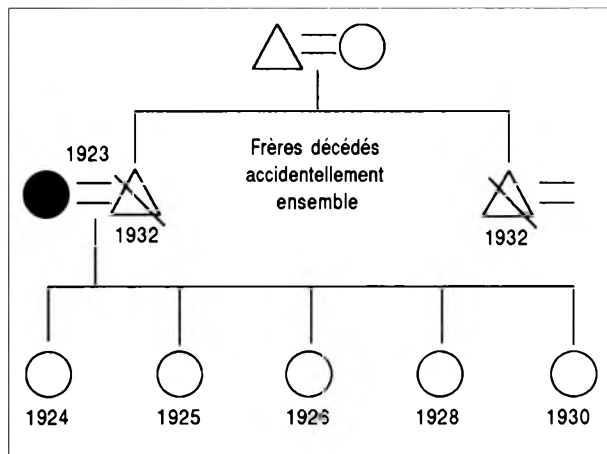 1923
Frères décédés
accidentellement
ensemble
1932
1932
1924 1925 1926 1928 1930